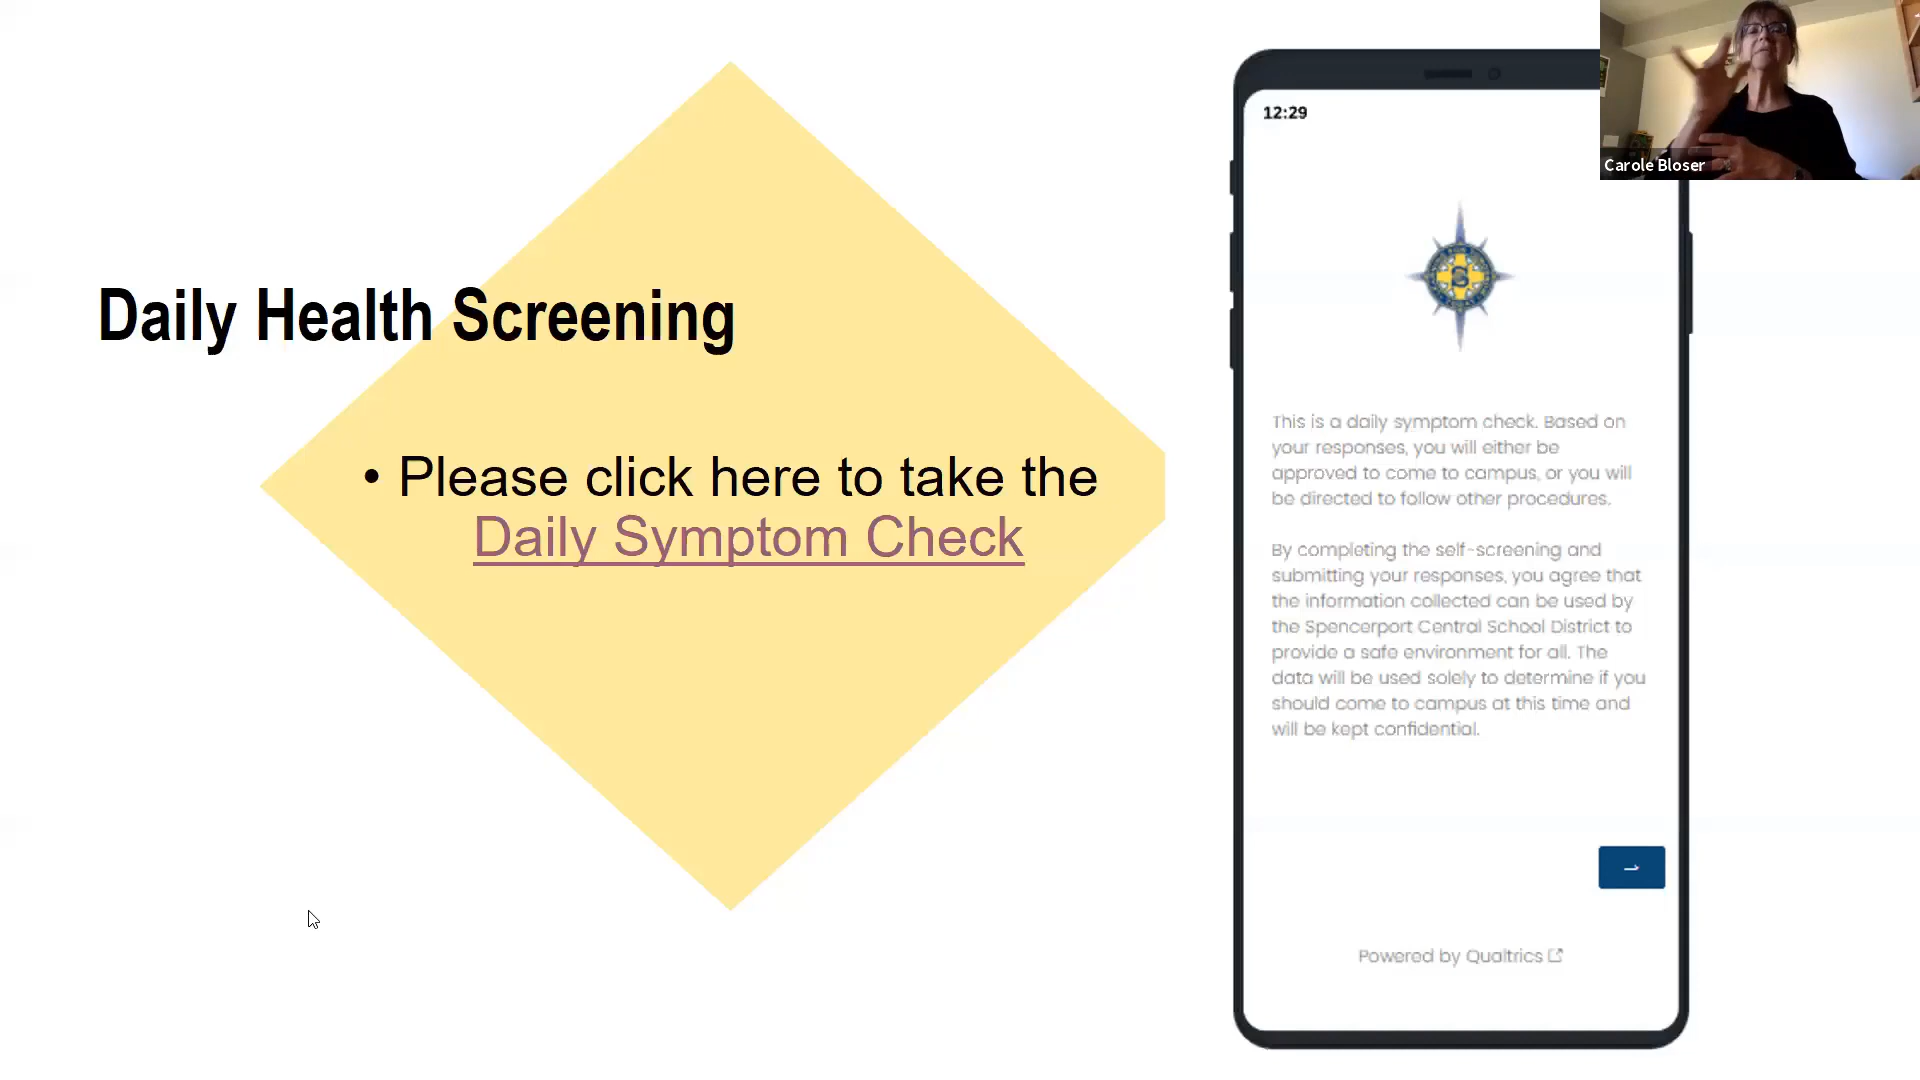 Daily Health Screening
• Please click here to take the
Daily Symptom Check
12:29
S
This is a daily symptom check. Based on
your responses, you will either be
approved to come to campus, or you will
be directed to follow other procedures.
By completing the self-screening and
submitting your responses, you agree that
the information collected can be used by
the Spencerport Central School District to
provide a safe environment for all. The
data will be used solely to determine if you
should come to campus at this time and
will be kept confidential.
Powered by Qualtrics
Carole Bloser